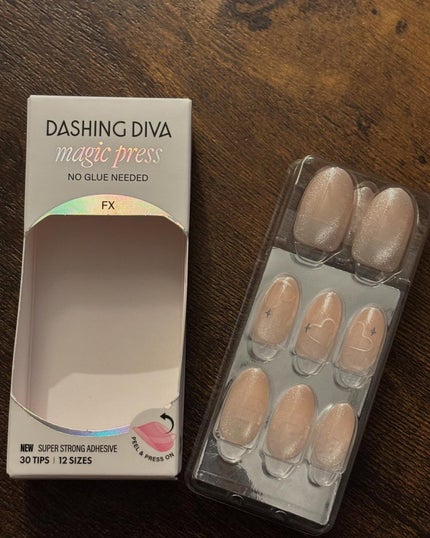 DASHING DIVA
magic press
NO GLUE NEEDED
FX
NEW SUPER STRONG ADHESIVE
30 TIPS | 12 SIZES
PEEL & PRESS ON